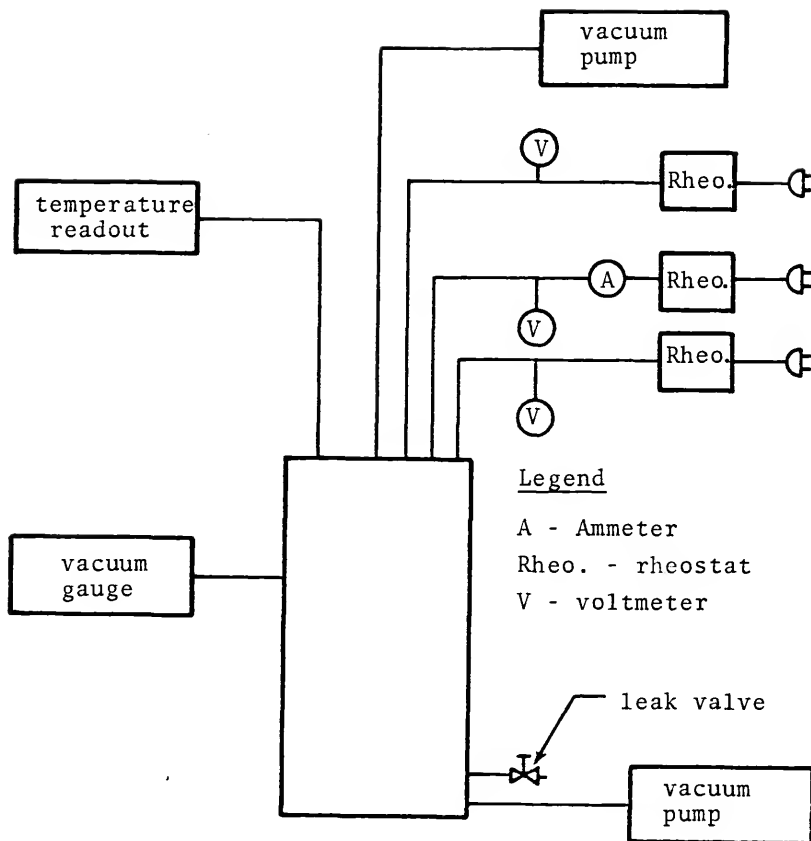 vacuum
pump
V
Rheo.
temperature
readout
A
Rheo.
V
Rheo.
V
Legend
A - Ammeter
Rheo. - rheostat
V - voltmeter
vacuum
gauge
leak valve
vacuum
pump